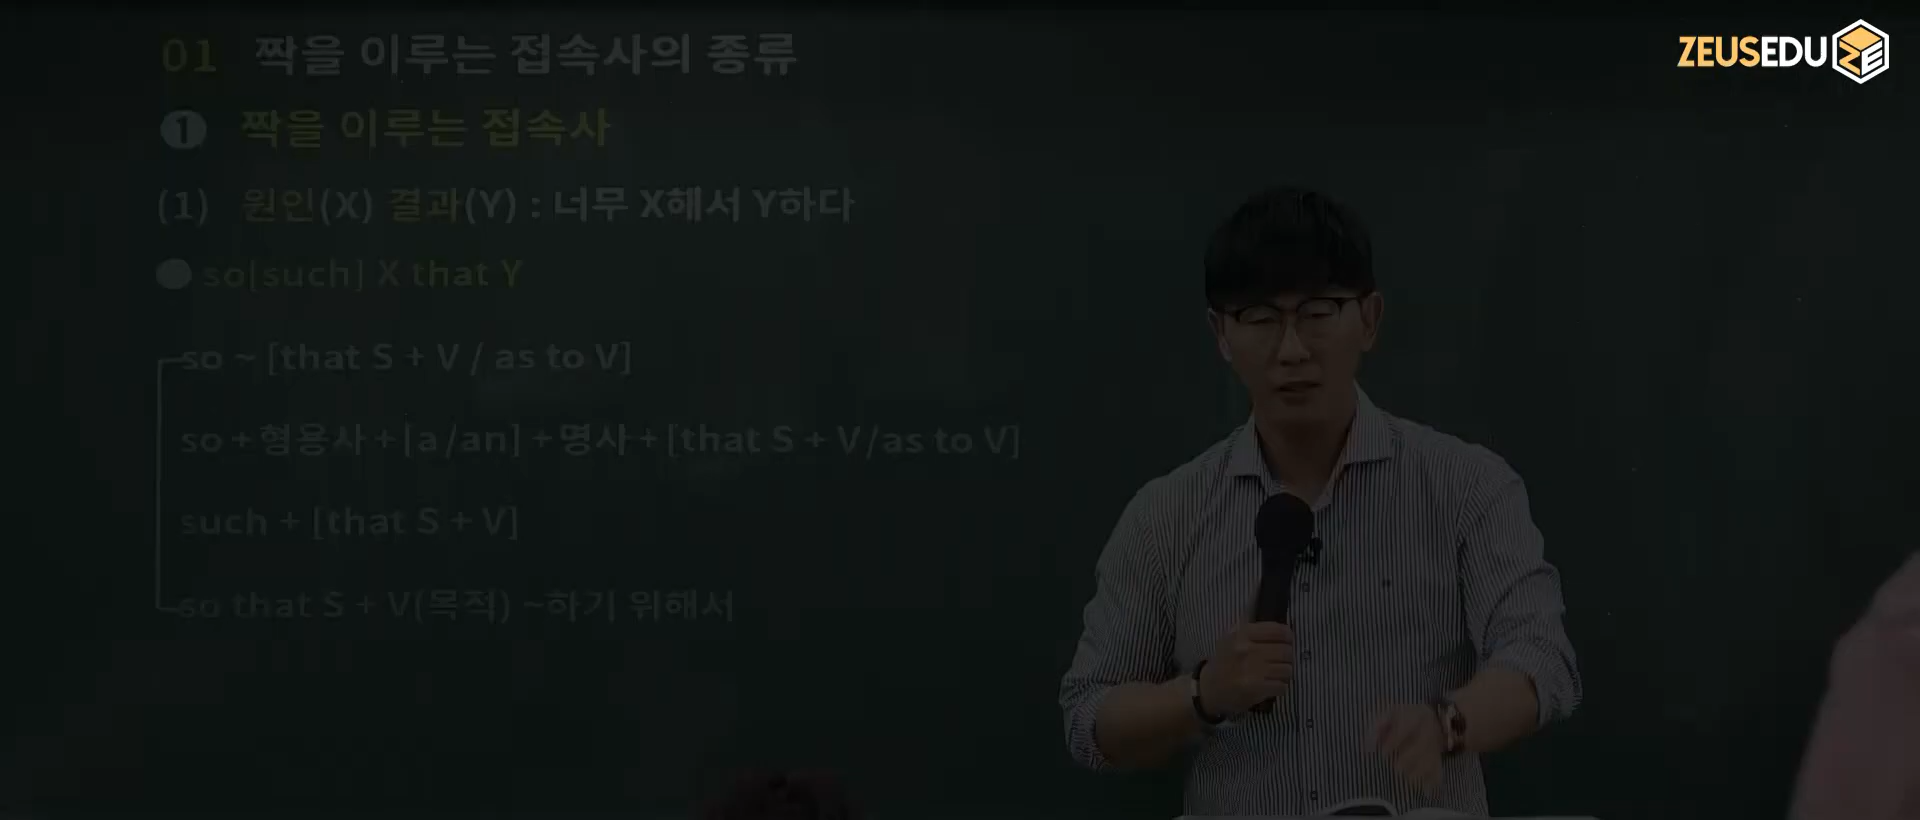 ZEUSEDU
01 짝을 이루는 접속사의 종류
1 짝을 이루는 접속사
(1) 원인(X) 결과(Y) : 너무 X해서 Y하다
so[such] X that Y
so ~ [that S + V / as to V]
so + 형용사 + [a /an] + 명사 + [that S + V /as to V]
such + [that S + V]
so that S + V(목적) ~하기 위해서